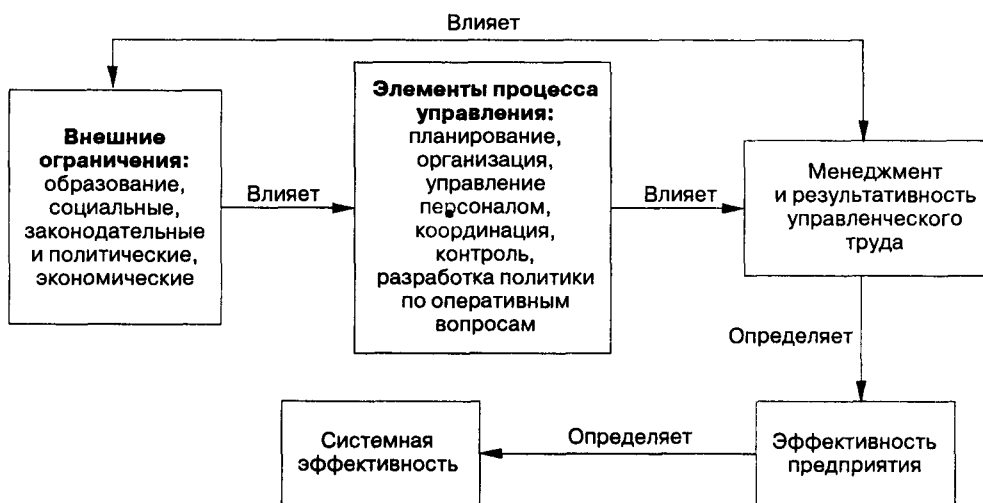 Влияет
Внешние
ограничения:
образование,
социальные,
законодательные
и политические,
экономические
Влияет
Элементы процесса
управления:
планирование,
организация,
управление
персоналом,
координация,
контроль,
разработка политики
по оперативным
вопросам
Влияет
Менеджмент
и результативность
управленческого
труда
Определяет
Эффективность
предприятия
Определяет
Системная
эффективность